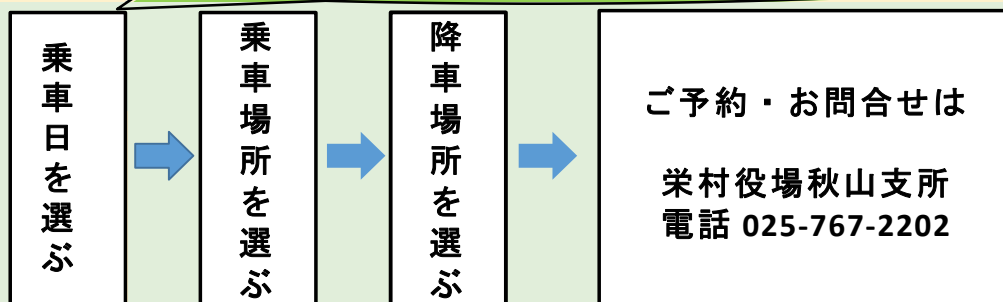 乗車日を選ぶ
乗車場所を選ぶ
降車場所を選ぶ
ご予約・お問合せは
栄村役場秋山支所
電話 025-767-2202